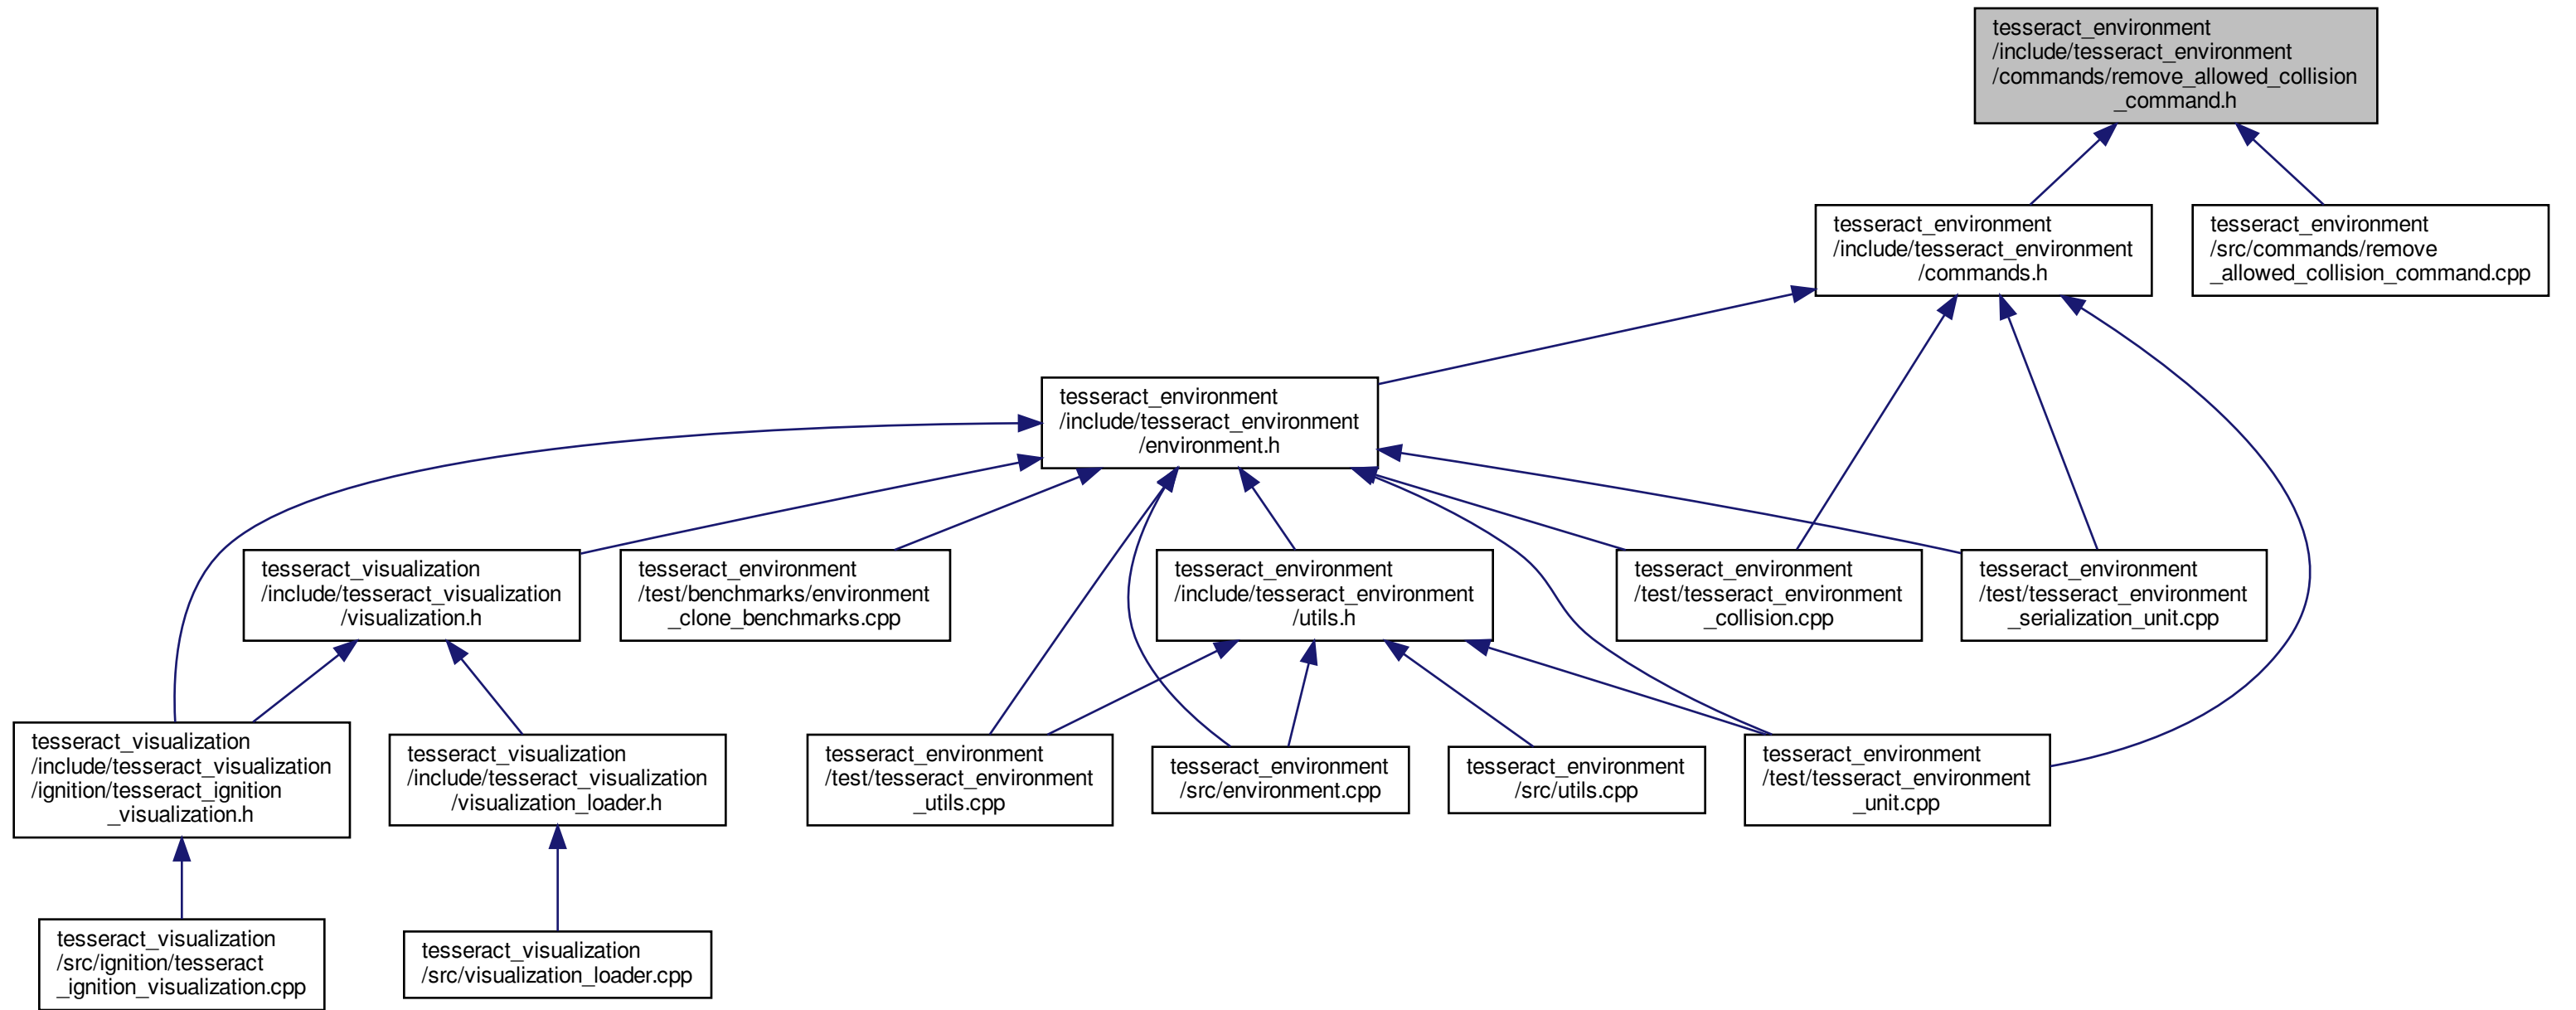 tesseract_environment
/include/tesseract_environment
/commands/remove_allowed_collision
_command.h
tesseract_environment
/include/tesseract_environment
/commands.h
tesseract_environment
/src/commands/remove
_allowed_collision_command.cpp
tesseract_environment
/include/tesseract_environment
/environment.h
tesseract_visualization
/include/tesseract_visualization
/visualization.h
tesseract_environment
/test/benchmarks/environment
_clone_benchmarks.cpp
tesseract_environment
/include/tesseract_environment
/utils.h
tesseract_environment
/test/tesseract_environment
_collision.cpp
tesseract_environment
/test/tesseract_environment
_serialization_unit.cpp
tesseract_visualization
/include/tesseract_visualization
/ignition/tesseract_ignition
_visualization.h
tesseract_visualization
/include/tesseract_visualization
/visualization_loader.h
tesseract_environment
/test/tesseract_environment
_utils.cpp
tesseract_environment
/src/environment.cpp
tesseract_environment
/src/utils.cpp
tesseract_environment
/test/tesseract_environment
_unit.cpp
tesseract_visualization
/src/ignition/tesseract
_ignition_visualization.cpp
tesseract_visualization
/src/visualization_loader.cpp